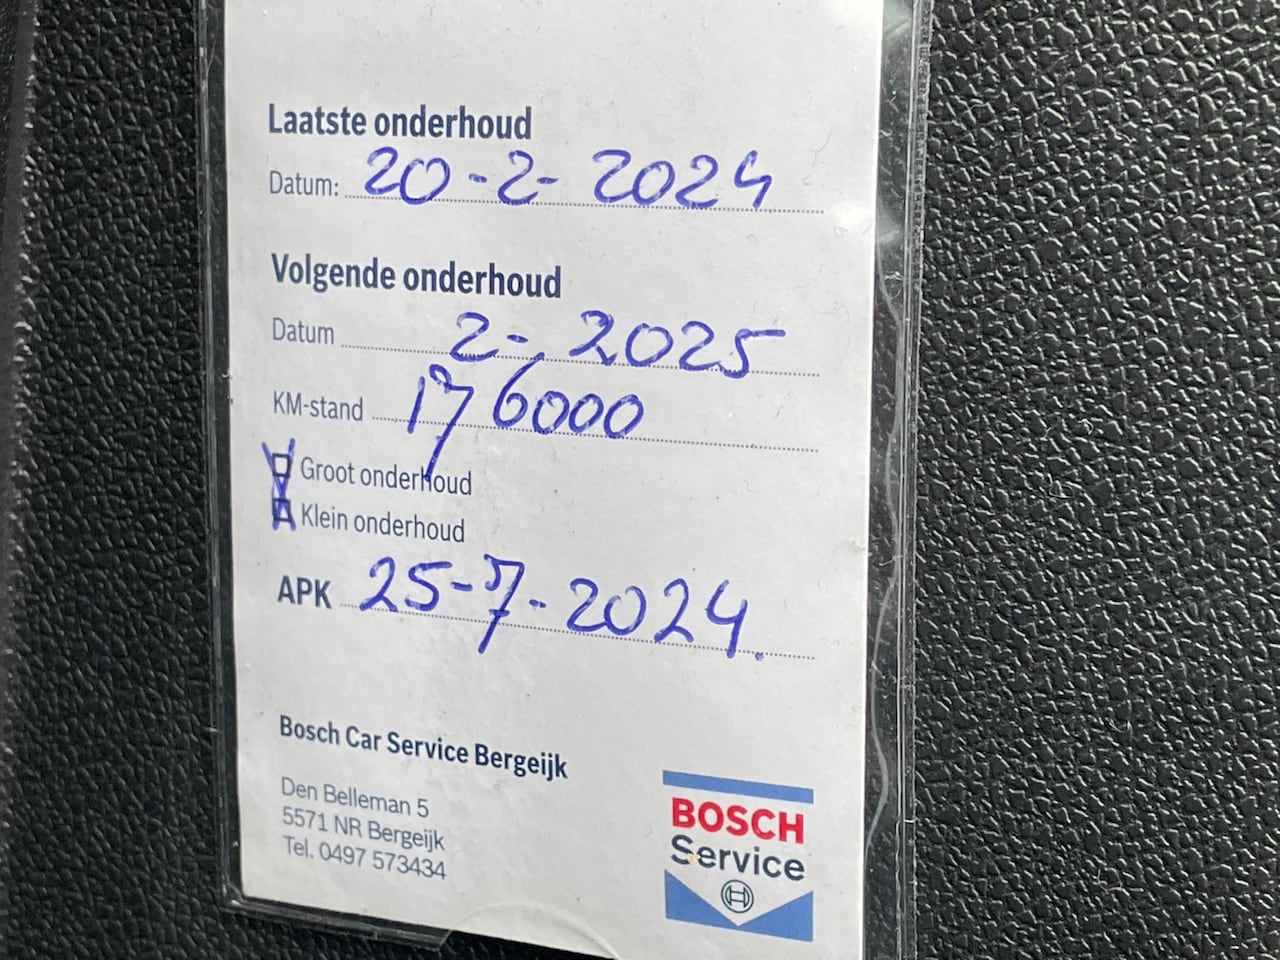 Laatste onderhoud
Datum: 20-2-2024
Volgende onderhoud
Datum 2-2025
KM-stand 176000
Groot onderhoud
Klein onderhoud
APK 25-7-2024.
Bosch Car Service Bergeijk
Den Belleman 5
5571 NR Bergeijk
Tel. 0497 573434
BOSCH
Service